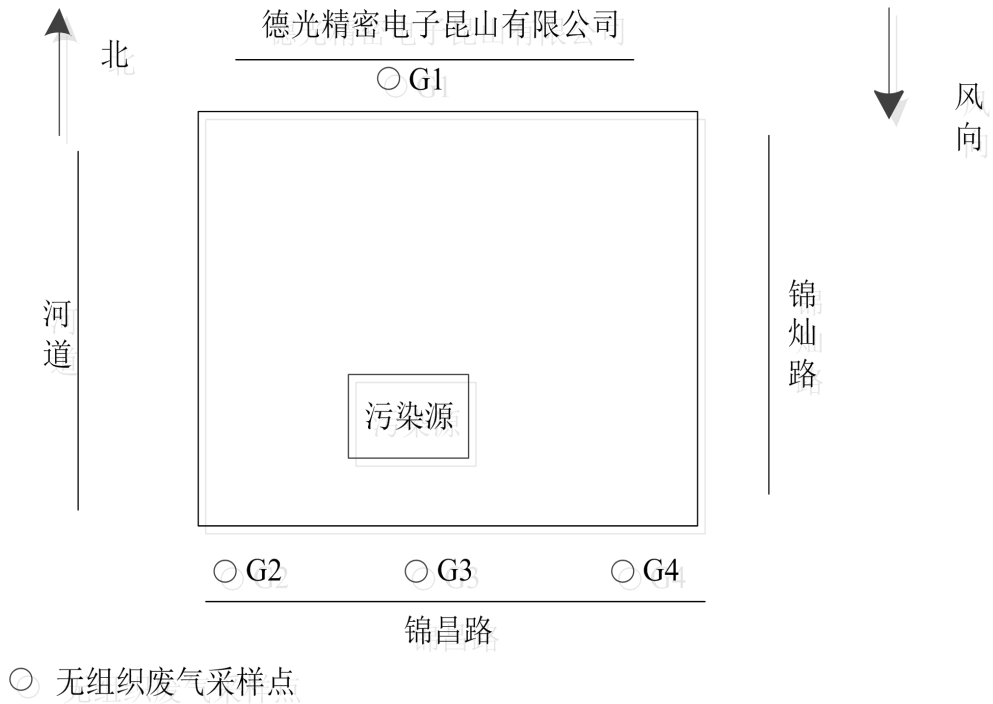 德光精密电子昆山有限公司
北
G1
风向
河道
锦灿路
污染源
G2
G3
G4
锦昌路
无组织废气采样点